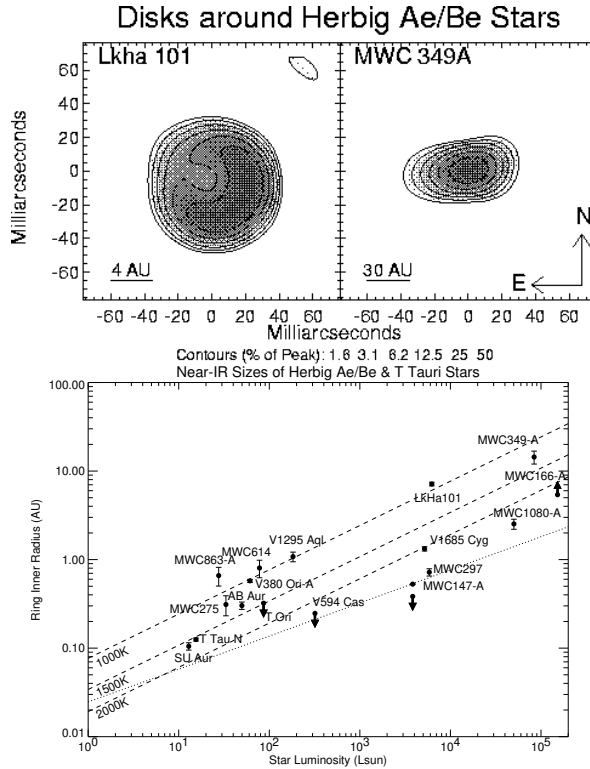 Disks around Herbig Ae/Be Stars
Lkha 101
MWC 349A
60
40
20
0
-20
-40
-60
Milliarcseconds
4 AU
30 AU
N
E
-60 -40 -20 0 20 40 60
-60 -40 -20 0 20 40 60
Milliarcseconds
Contours (% of Peak): 1.6 3.1 6.2 12.5 25 50
Near-IR Sizes of Herbig Ae/Be & T Tauri Stars
100.00
10.00
1.00
0.10
0.01
Ring Inner Radius (AU)
MWC349-A
MWC166-A
LkHa101
MWC1080-A
V1295 Aql
V1685 Cyg
MWC614
MWC863-A
MWC297
V380 Ori-A
MWC147-A
AB Aur
MWC275
V594 Cas
T Ori
T Tau N
SU Aur
1000K
1500K
2000K
10^0 10^1 10^2 10^3 10^4 10^5
Star Luminosity (Lsun)